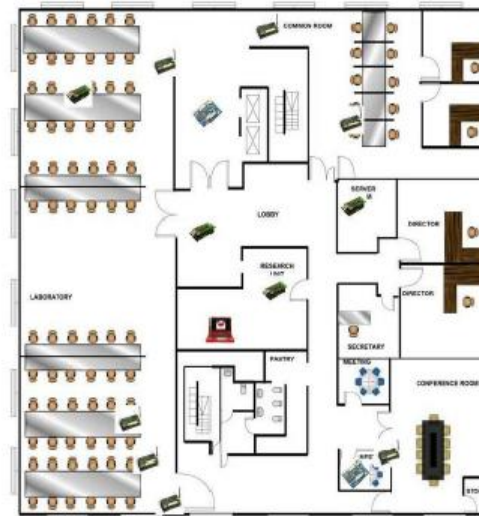 COMMON ROOM
SERVER
LOBBY
DIRECTOR
RESEARCH
UNIT
DIRECTOR
LABORATORY
SECRETARY
PANTRY
MEETING
CONFERENCE ROOM